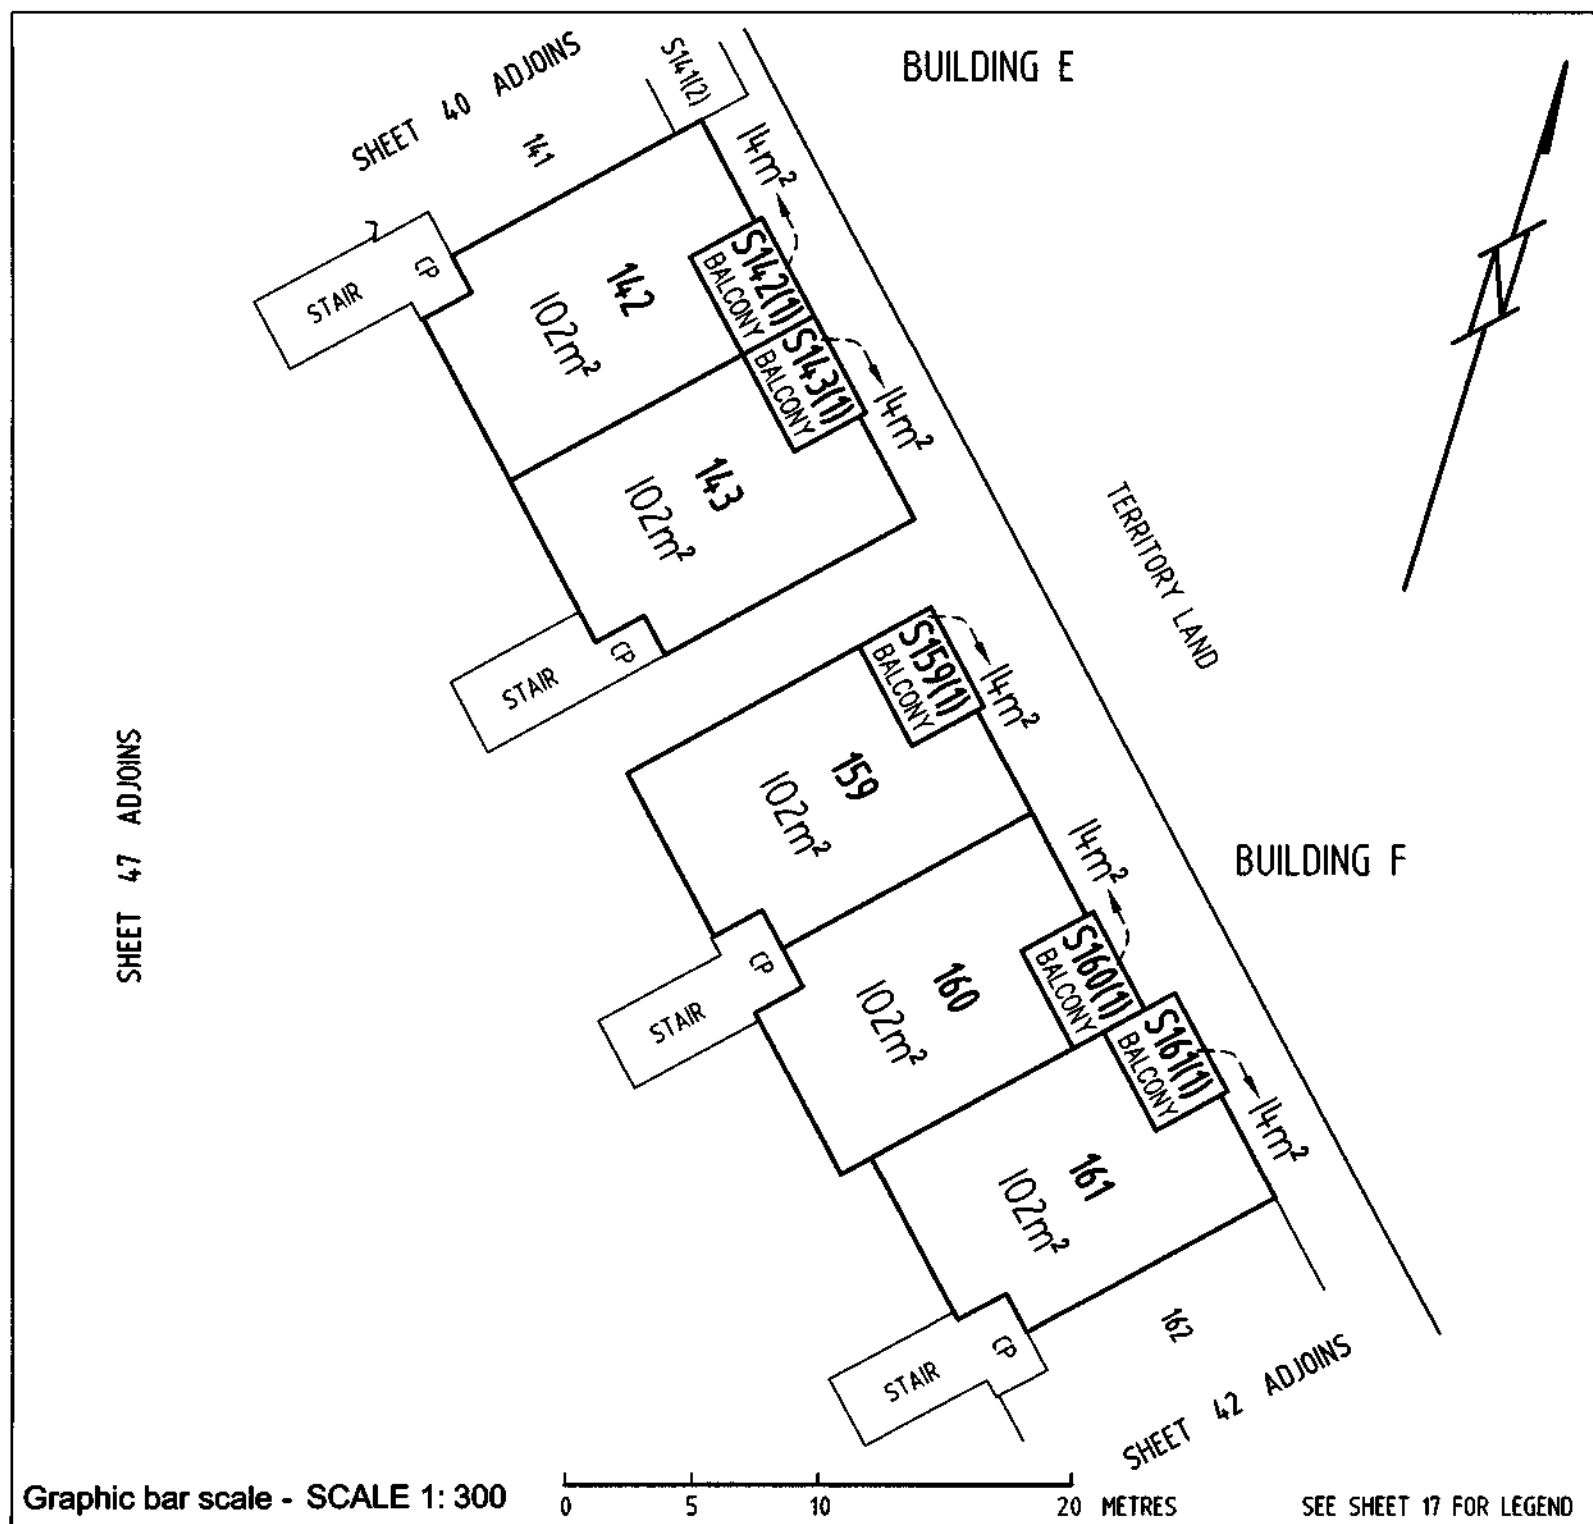 BUILDING E
SHEET 40 ADJOINS
S141(2)
141
14m²
CP
STAIR
142
102m²
S142(1)
BALCONY
S143(1)
BALCONY
14m²
143
102m²
TERRITORY LAND
CP
STAIR
S159(1)
BALCONY
14m²
159
102m²
SHEET 47 ADJOINS
14m²
BUILDING F
CP
STAIR
160
102m²
S160(1)
BALCONY
S161(1)
BALCONY
14m²
161
102m²
162
CP
STAIR
SHEET 42 ADJOINS
Graphic bar scale - SCALE 1: 300
0 5 10 20 METRES
SEE SHEET 17 FOR LEGEND